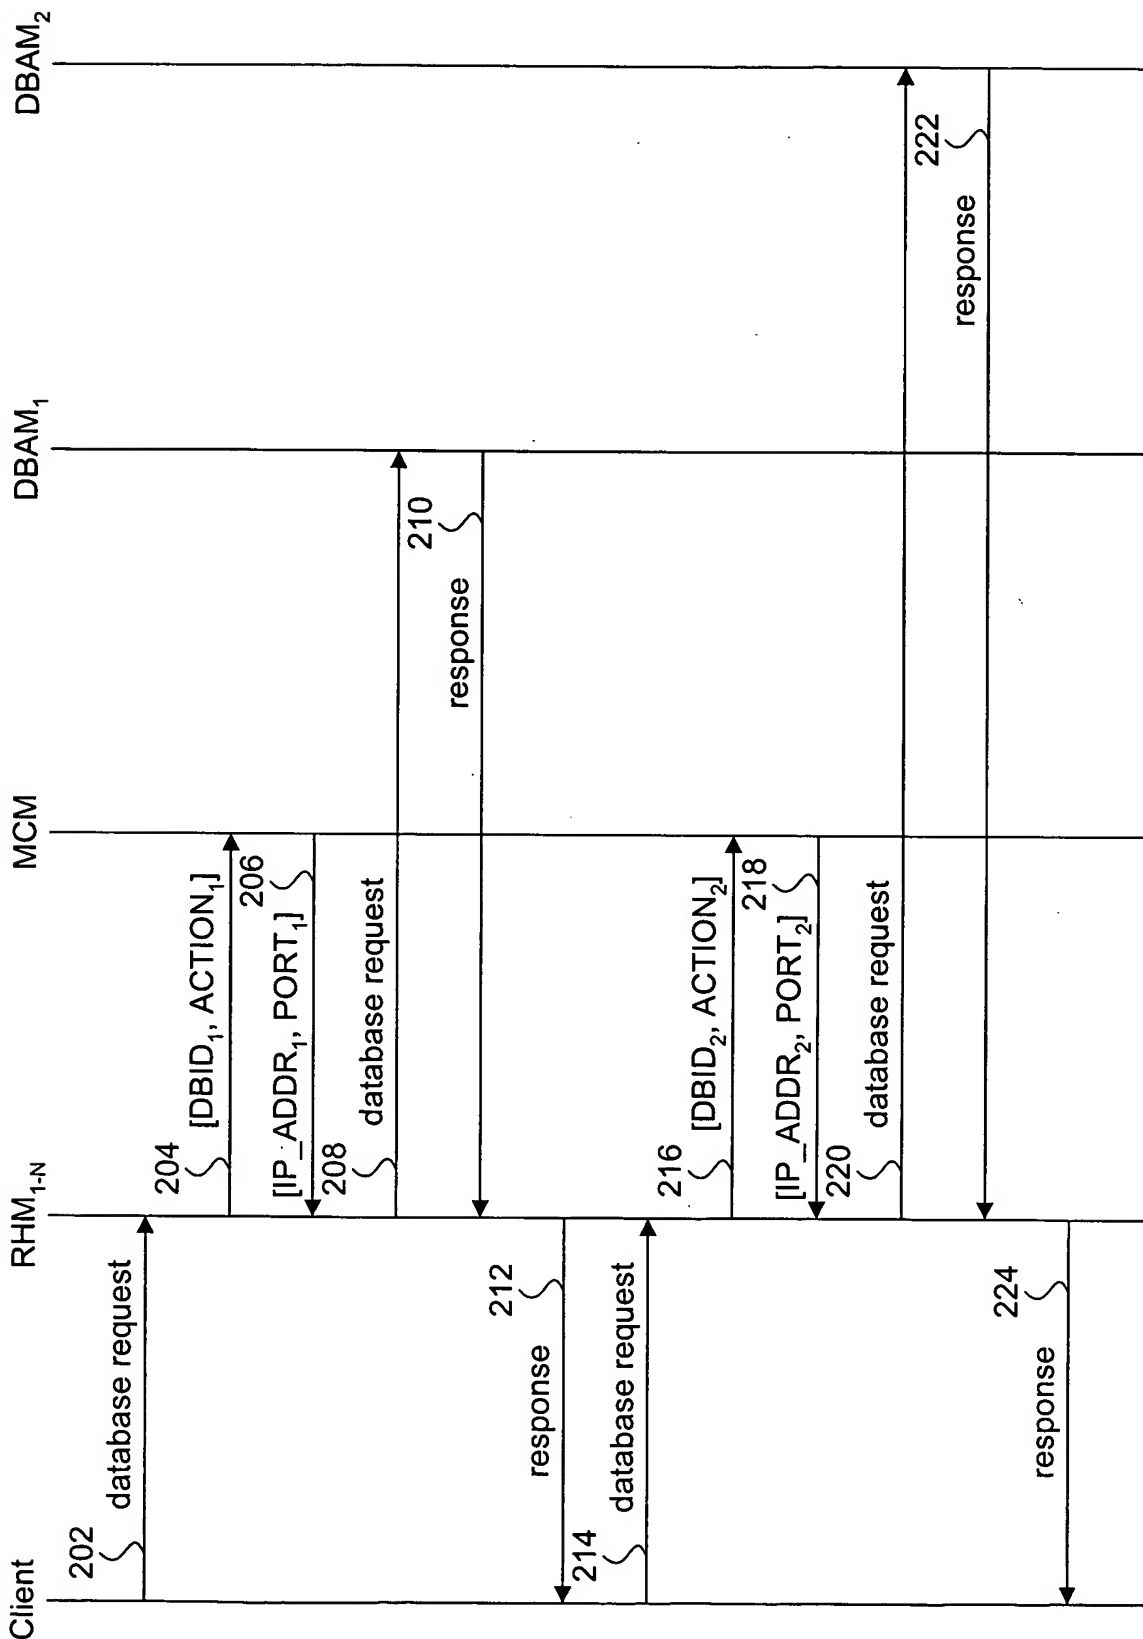 Client
RHM1-N
MCM
DBAM1
DBAM2
202
database request
204
[DBID1, ACTION1]
206
[IP_ADDR1, PORT1]
208
database request
210
response
212
response
214
database request
216
[DBID2, ACTION2]
218
[IP_ADDR2, PORT2]
220
database request
222
response
224
response